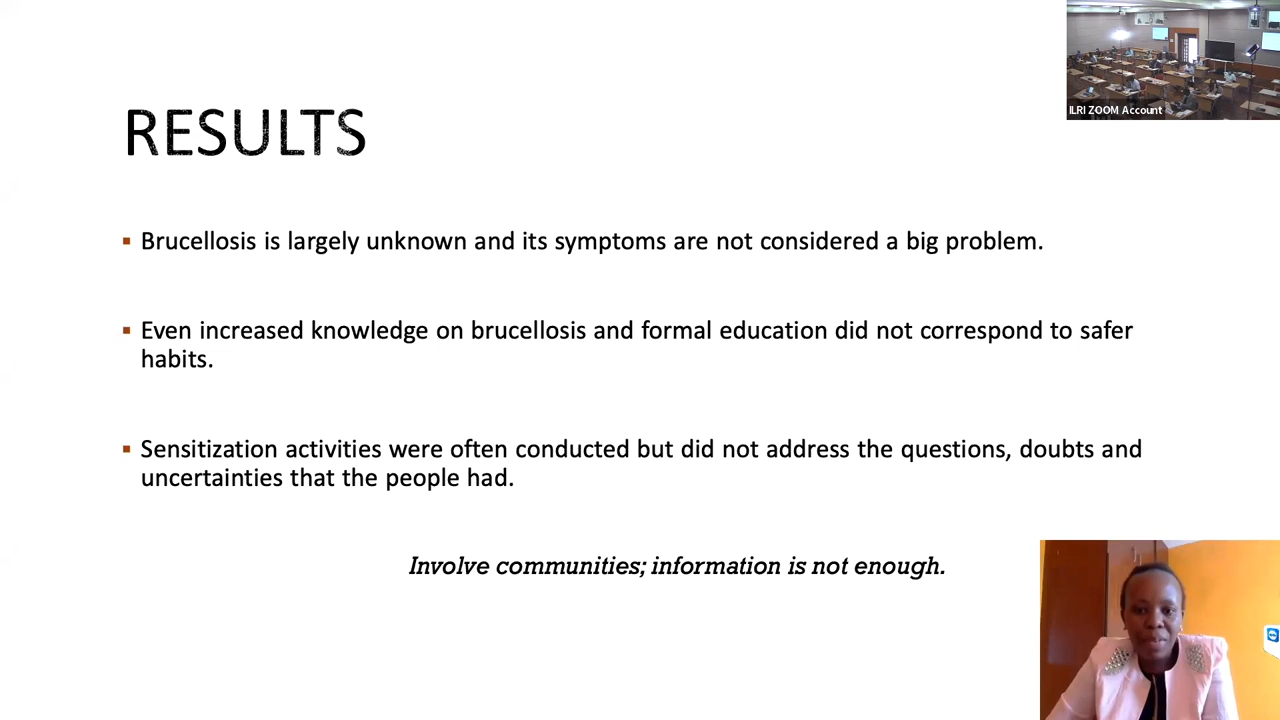 ILRI ZOOM Account
RESULTS
Brucellosis is largely unknown and its symptoms are not considered a big problem.
Even increased knowledge on brucellosis and formal education did not correspond to safer
habits.
Sensitization activities were often conducted but did not address the questions, doubts and
uncertainties that the people had.
Involve communities; information is not enough.